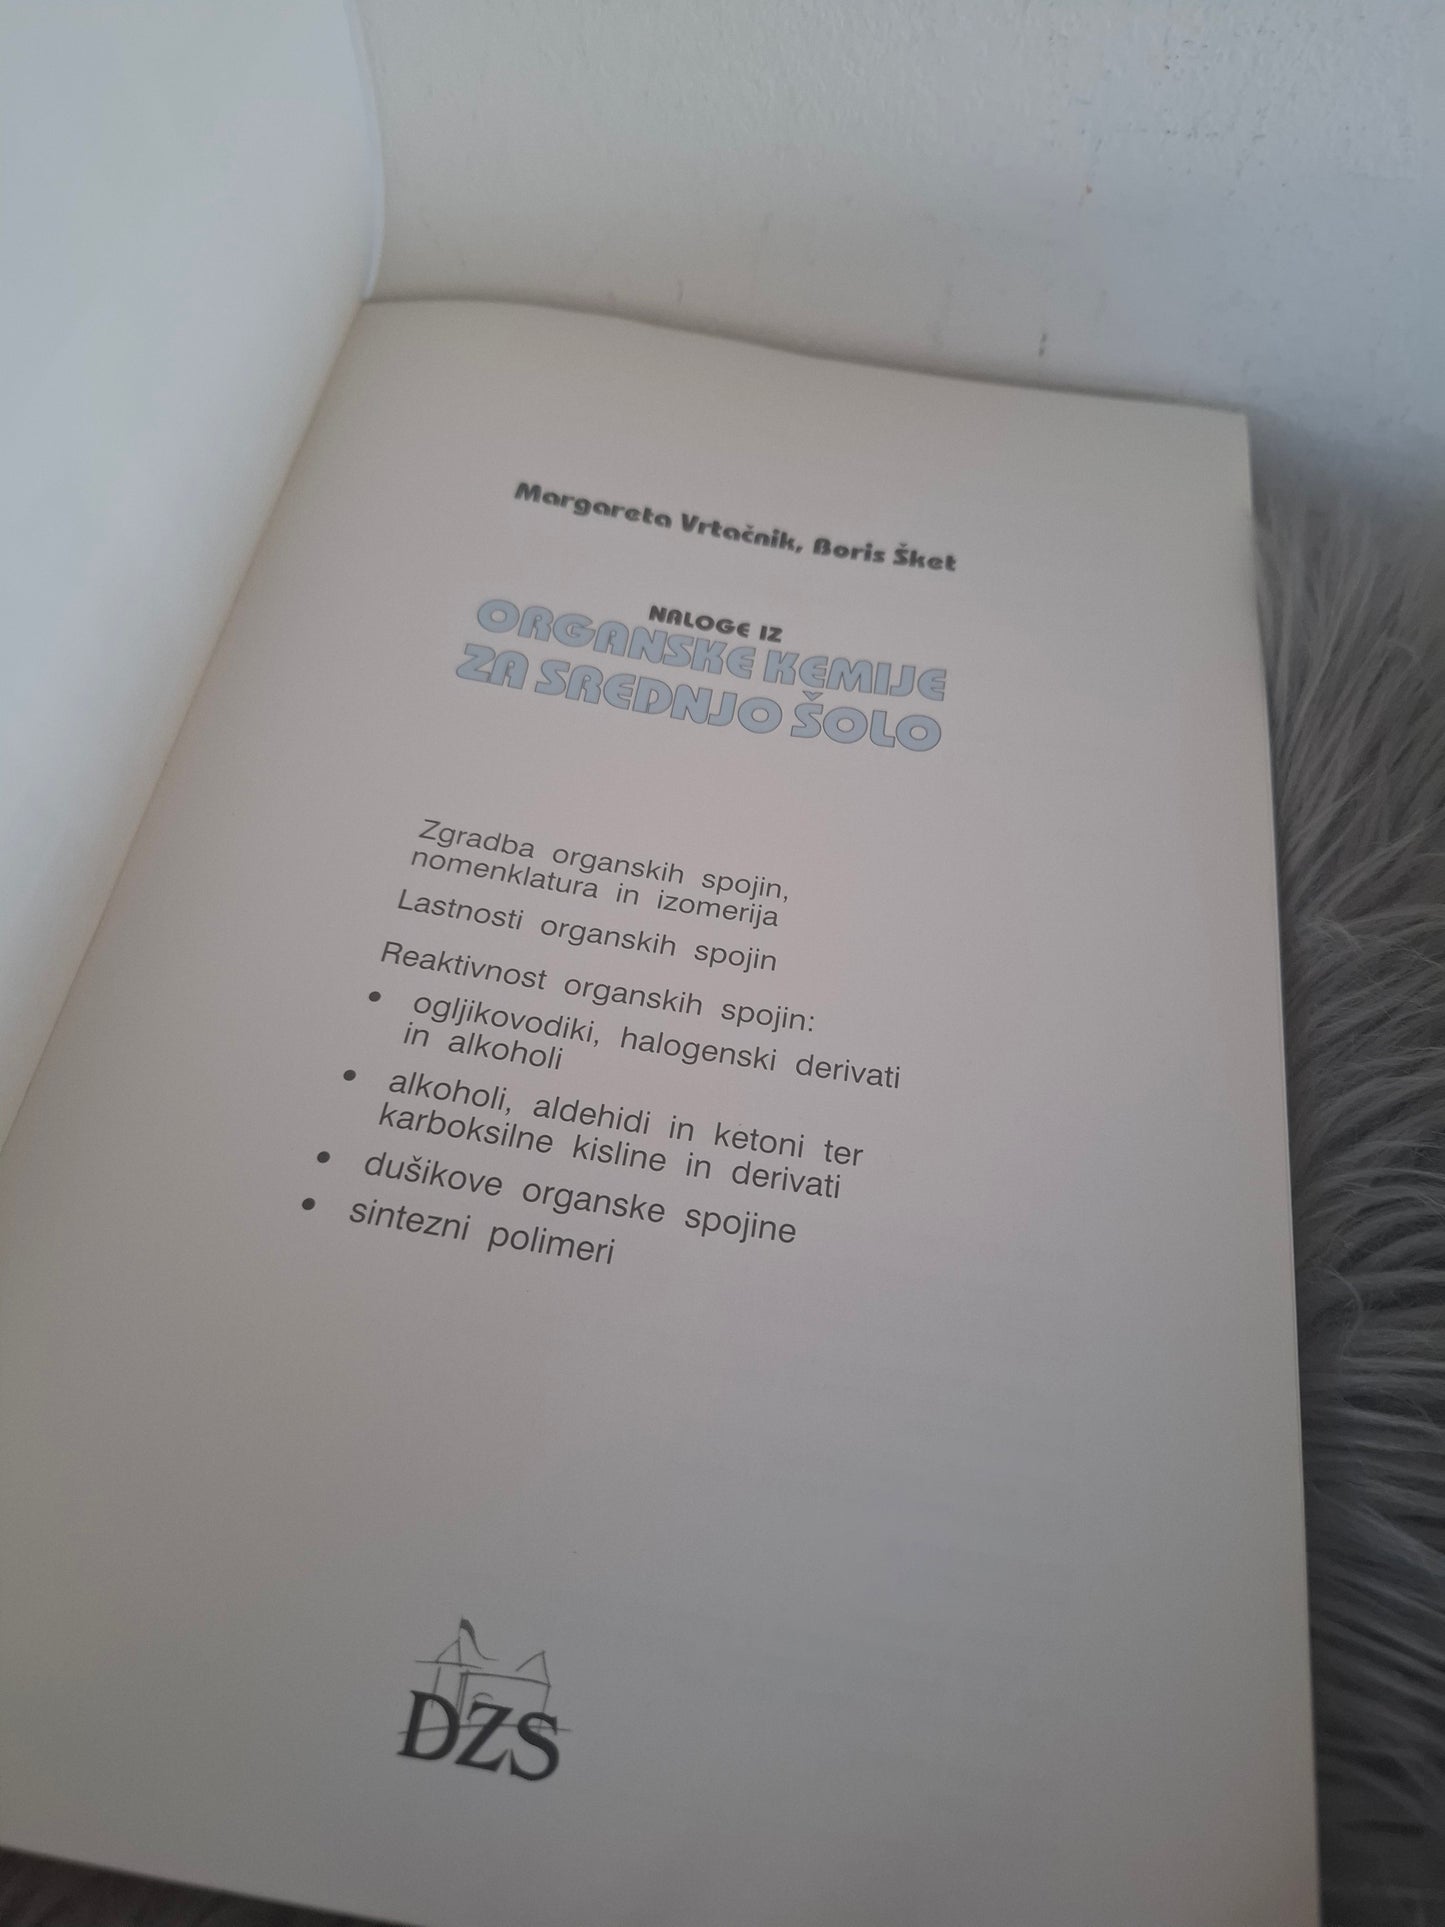 Margareta Vrtačnik, Boris Šket
NALOGE IZ
ORGANSKE KEMIJE
ZA SREDNJO ŠOLO
Zgradba organskih spojin,
nomenklatura in izomerija
Lastnosti organskih spojin
Reaktivnost organskih spojin:
• ogljikovodiki, halogenski derivati
in alkoholi
• alkoholi, aldehidi in ketoni ter
karboksilne kisline in derivati
• dušikove organske spojine
• sintezni polimeri
DZS